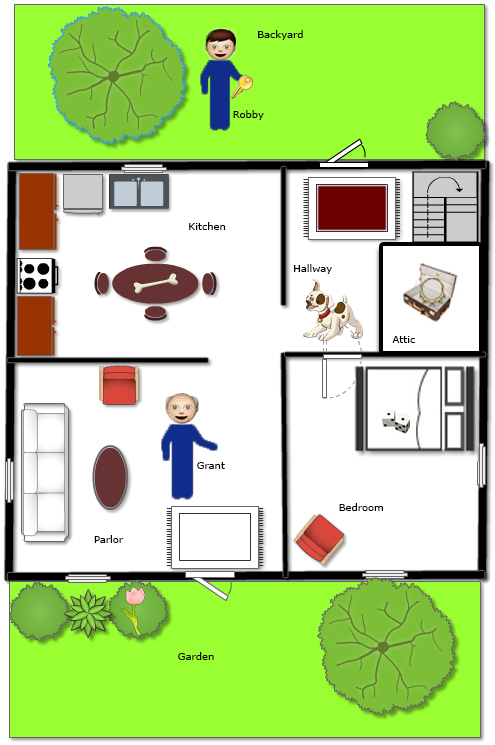 Backyard
Robby
Kitchen
Hallway
Attic
Grant
Bedroom
Parlor
Garden